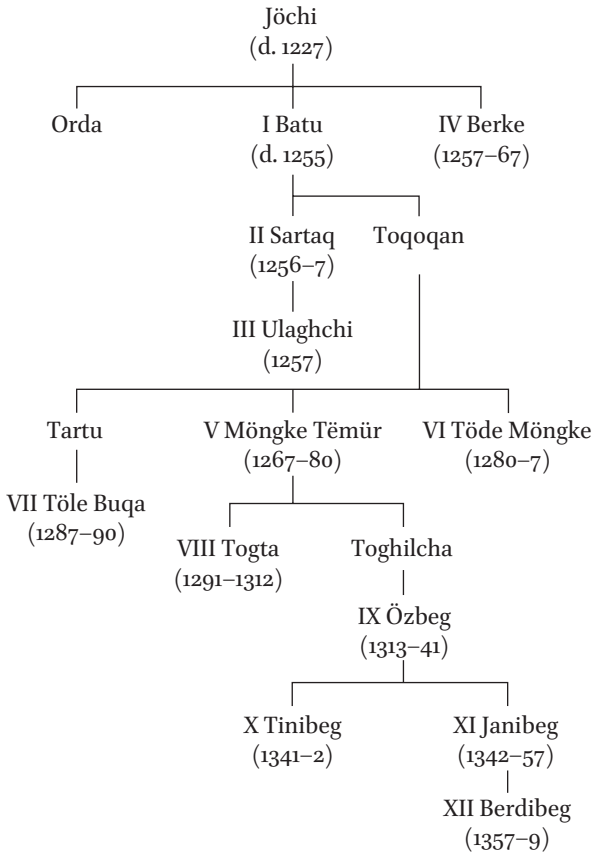 Jöchi
(d. 1227)
Orda
I Batu
(d. 1255)
IV Berke
(1257–67)
II Sartaq
(1256–7)
Toqoqan
III Ulaghchi
(1257)
Tartu
V Möngke Tëmür
(1267–80)
VI Töde Möngke
(1280–7)
VII Töle Buqa
(1287–90)
VIII Togta
(1291–1312)
Toghilcha
IX Özbeg
(1313–41)
X Tinibeg
(1341–2)
XI Janibeg
(1342–57)
XII Berdibeg
(1357–9)